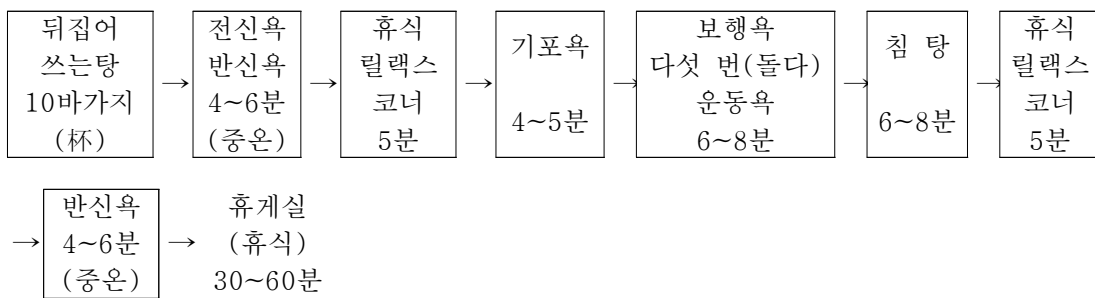 뒤집어
쓰는탕
10바가지
(杯)
→
전신욕
반신욕
4~6분
(중온)
→
휴식
릴랙스
코너
5분
→
기포욕
4~5분
→
보행욕
다섯 번(돌다)
운동욕
6~8분
→
침 탕
6~8분
→
휴식
릴랙스
코너
5분
→
반신욕
4~6분
(중온)
→
휴게실
(휴식)
30~60분